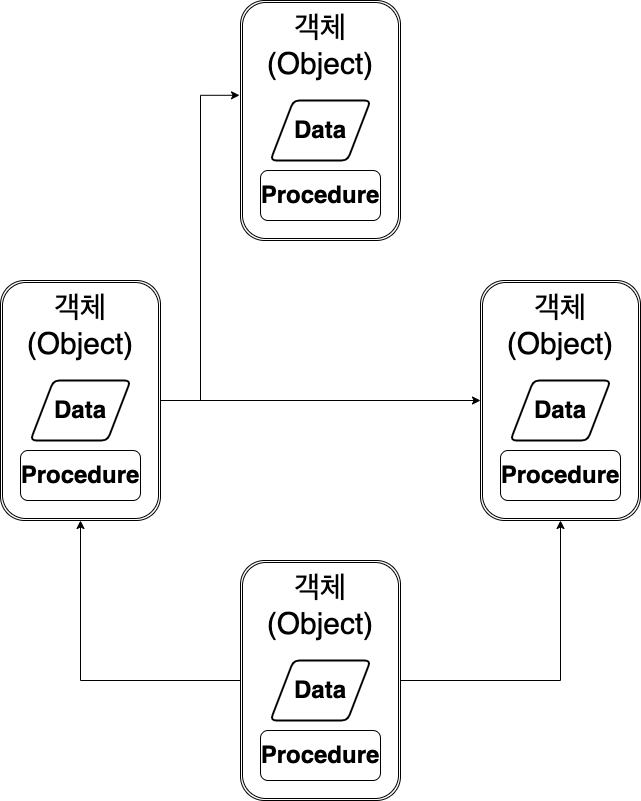 객체
(Object)
Data
Procedure
객체
(Object)
Data
Procedure
객체
(Object)
Data
Procedure
객체
(Object)
Data
Procedure